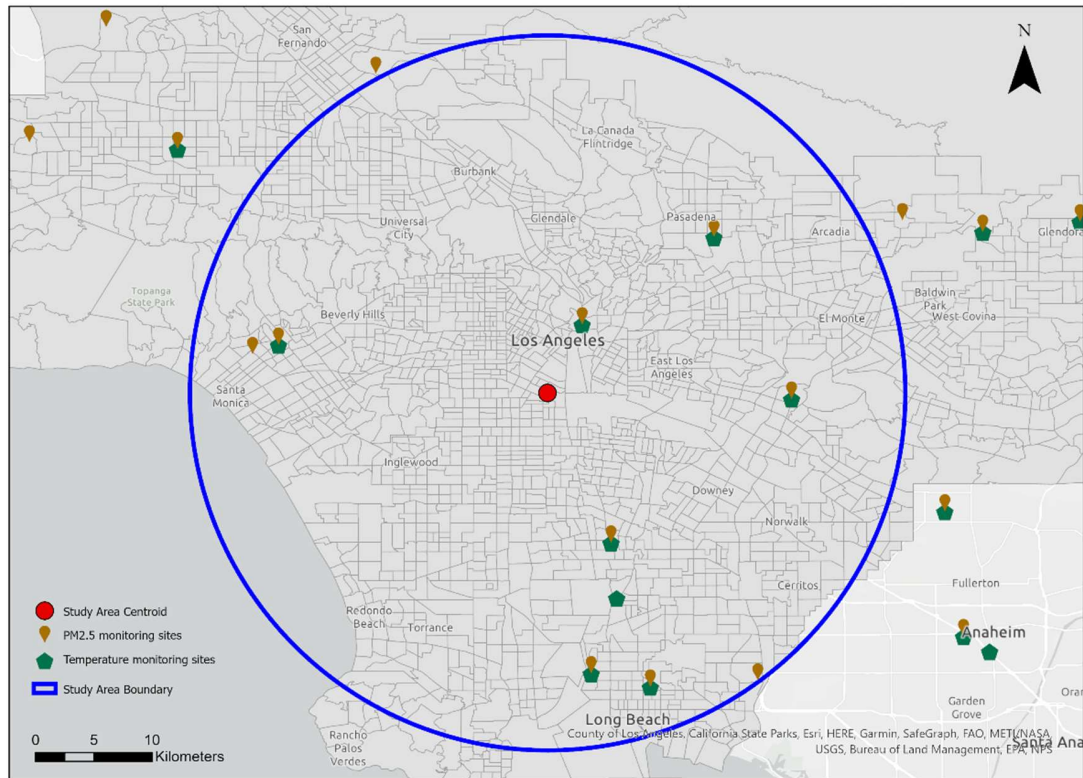 San
Fernando
N
La Canada
Flintridge
Burbank
Glendale
Pasadena
Universal
City
Arcadia
Glendora
Topanga
State Park
Beverly Hills
Baldwin
Park
West Covina
El Monte
Los Angeles
East Los
Angeles
Santa
Monica
Inglewood
Downey
Norwalk
Fullerton
Cerritos
Study Area Centroid
PM2.5 monitoring sites
Temperature monitoring sites
Study Area Boundary
Redondo
Beach
Torrance
Anaheim
Garden
Grove
Long Beach
Rancho
Palos
Verdes
0 5 10
Kilometers
County of Los Angeles, California State Parks, Esri, HERE, Garmin, SafeGraph, FAO, METI/NASA,
USGS, Bureau of Land Management, EPA, NPS
Santa Ana